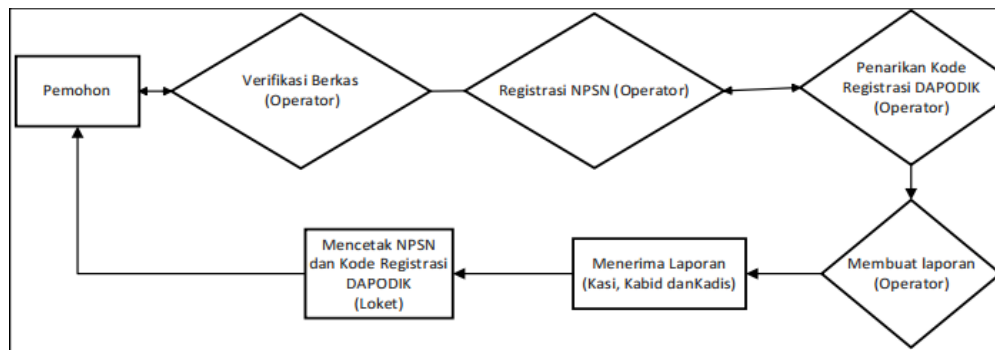 Pemohon
Verifikasi Berkas
(Operator)
Registrasi NPSN (Operator)
Penarikan Kode
Registrasi DAPODIK
(Operator)
Mencetak NPSN
dan Kode Registrasi
DAPODIK
(Loket)
Menerima Laporan
(Kasi, Kabid danKadis)
Membuat laporan
(Operator)